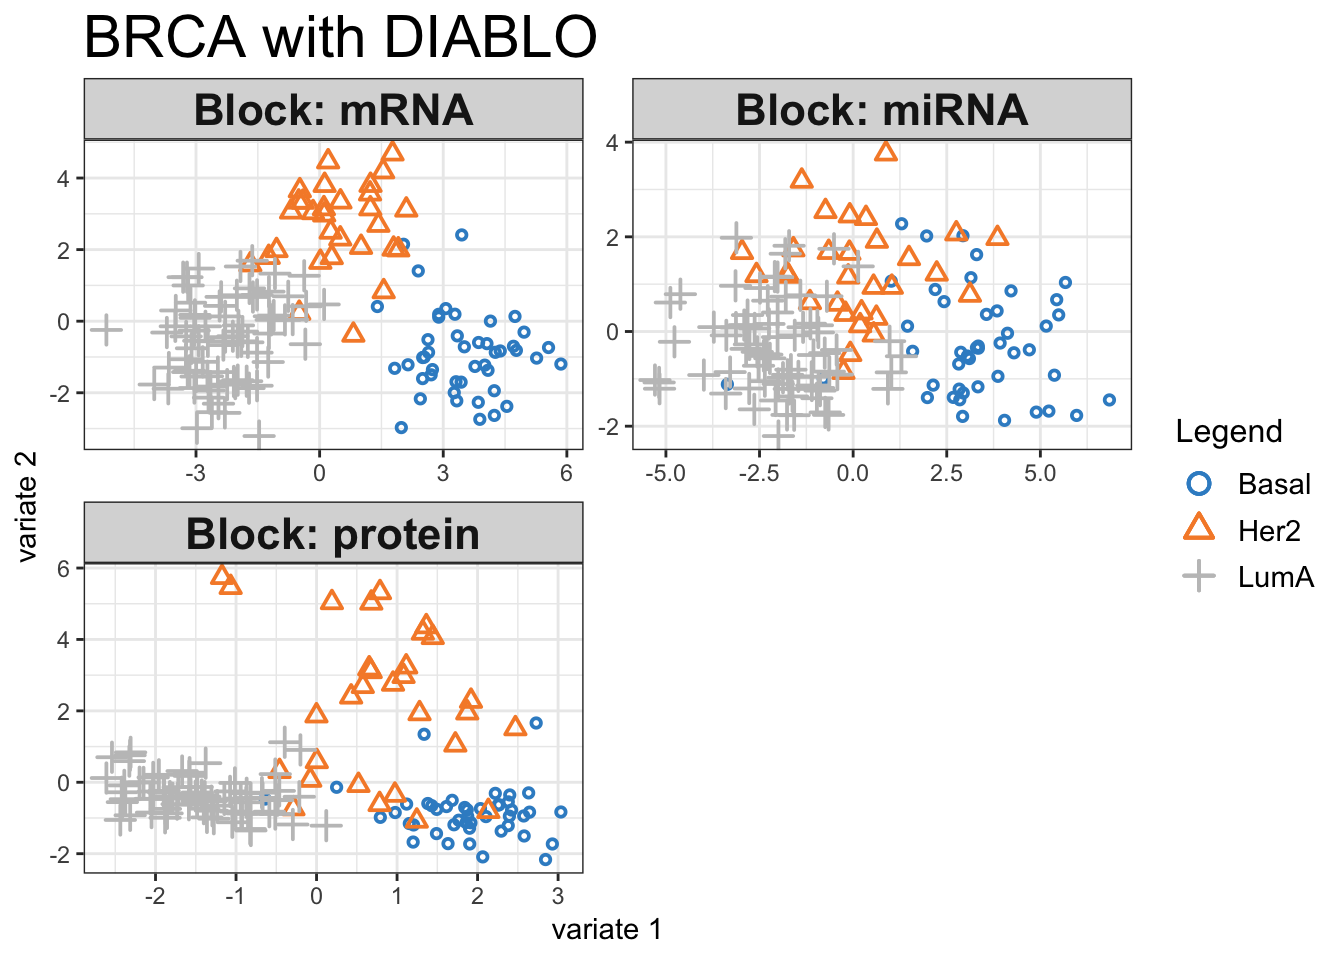 BRCA with DIABLO
Block: mRNA
Block: miRNA
4
2
0
-2
-3
0
3
6
4
2
0
-2
-5.0
-2.5
0.0
2.5
5.0
Block: protein
6
4
2
0
-2
-2
-1
0
1
2
3
variate 2
variate 1
Legend
Basal
Her2
LumA